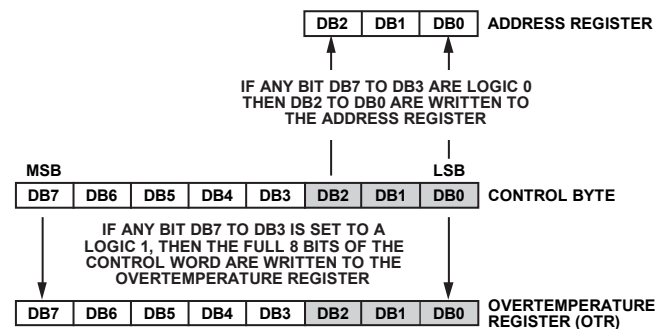 DB2 DB1 DB0 ADDRESS REGISTER
IF ANY BIT DB7 TO DB3 ARE LOGIC 0
THEN DB2 TO DB0 ARE WRITTEN TO
THE ADDRESS REGISTER
MSB LSB
DB7 DB6 DB5 DB4 DB3 DB2 DB1 DB0 CONTROL BYTE
IF ANY BIT DB7 TO DB3 IS SET TO A
LOGIC 1, THEN THE FULL 8 BITS OF THE
CONTROL WORD ARE WRITTEN TO THE
OVERTEMPERATURE REGISTER
DB7 DB6 DB5 DB4 DB3 DB2 DB1 DB0 OVERTEMPERATURE
REGISTER (OTR)